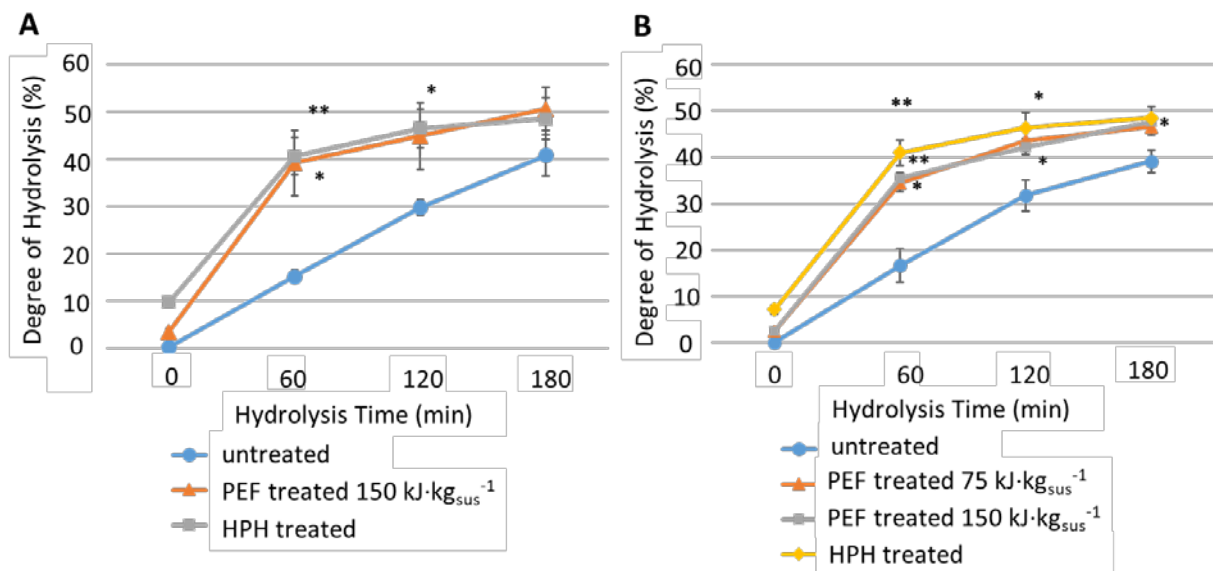 A
Degree of Hydrolysis (%)
60
50
40
30
20
10
0
**
*
*
0 60 120 180
Hydrolysis Time (min)
untreated
PEF treated 150 kJ·kgsus⁻¹
HPH treated
B
Degree of Hydrolysis (%)
60
50
40
30
20
10
0
**
*
**
*
*
*
0 60 120 180
Hydrolysis Time (min)
untreated
PEF treated 75 kJ·kgsus⁻¹
PEF treated 150 kJ·kgsus⁻¹
HPH treated